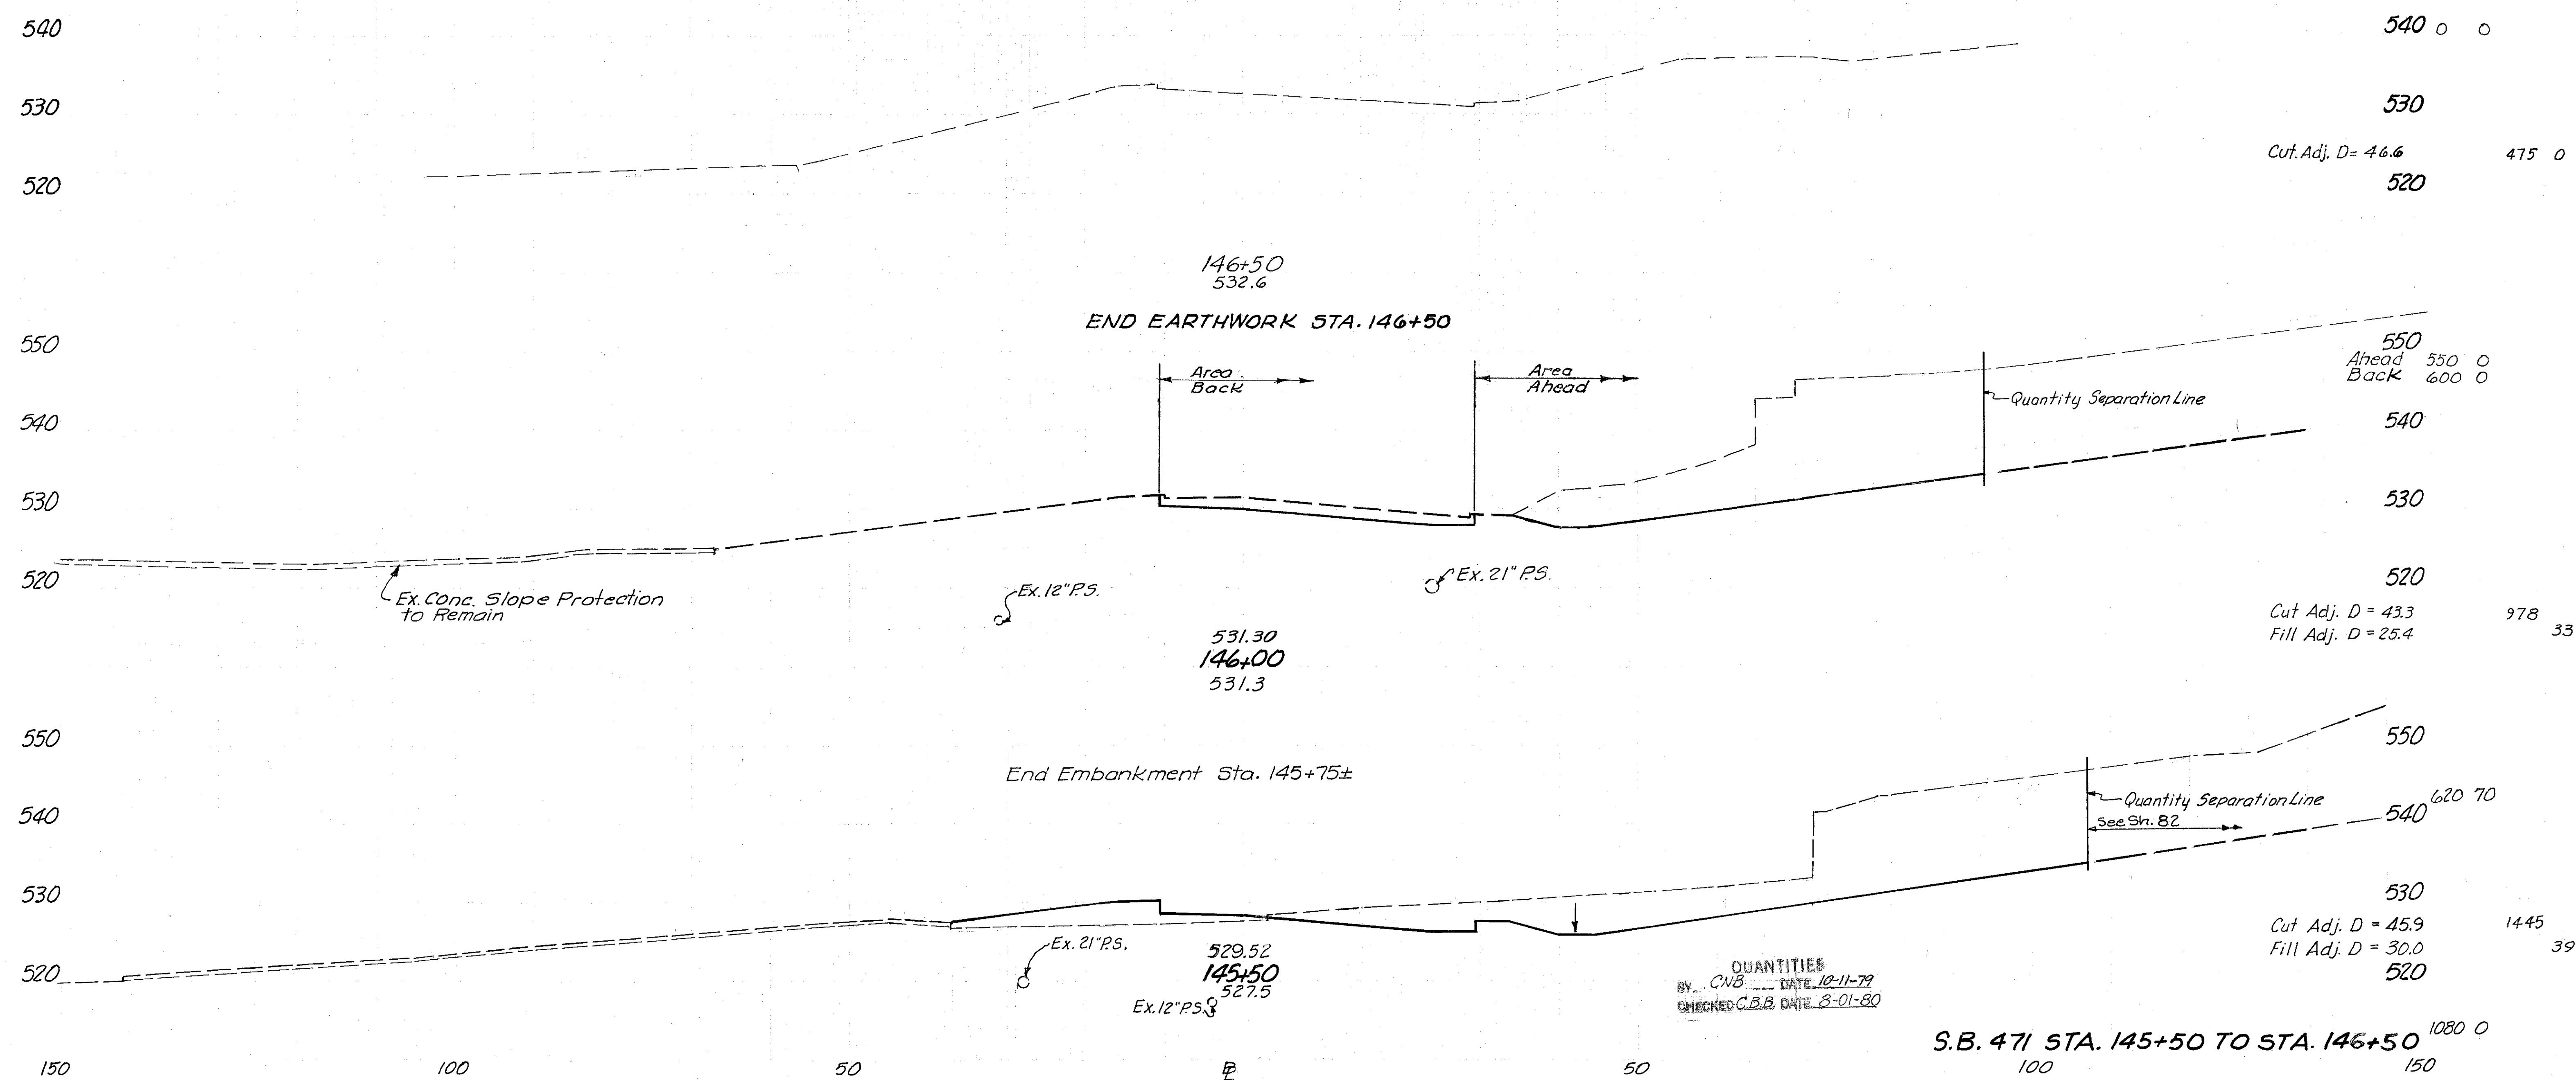 540
540 0 0
530
530
Cut. Adj. D= 46.6 475 0
520
520
146+50
532.6
END EARTHWORK STA. 146+50
550
550
Ahead 550 0
Back 600 0
Area
Back
Area
Ahead
Quantity Separation Line
540
540
530
530
520
520
Ex. Conc. Slope Protection
to Remain
Ex. 12" P.S.
Ex. 21" P.S.
Cut Adj. D = 43.3 978
Fill Adj. D = 25.4 33
531.30
146+00
531.3
550
550
End Embankment Sta. 145+75±
Quantity Separation Line
620 70
540
540
See Sh. 82
530
530
Cut Adj. D = 45.9 1445
Fill Adj. D = 30.0 39
520
520
Ex. 21" P.S.
529.52
145+50
527.5
Ex. 12" P.S.
QUANTITIES
BY CNB DATE 10-11-79
CHECKED C.B.B. DATE 8-01-80
1080 0
S.B. 471 STA. 145+50 TO STA. 146+50
150 100 50 ⅊ 50 100 150